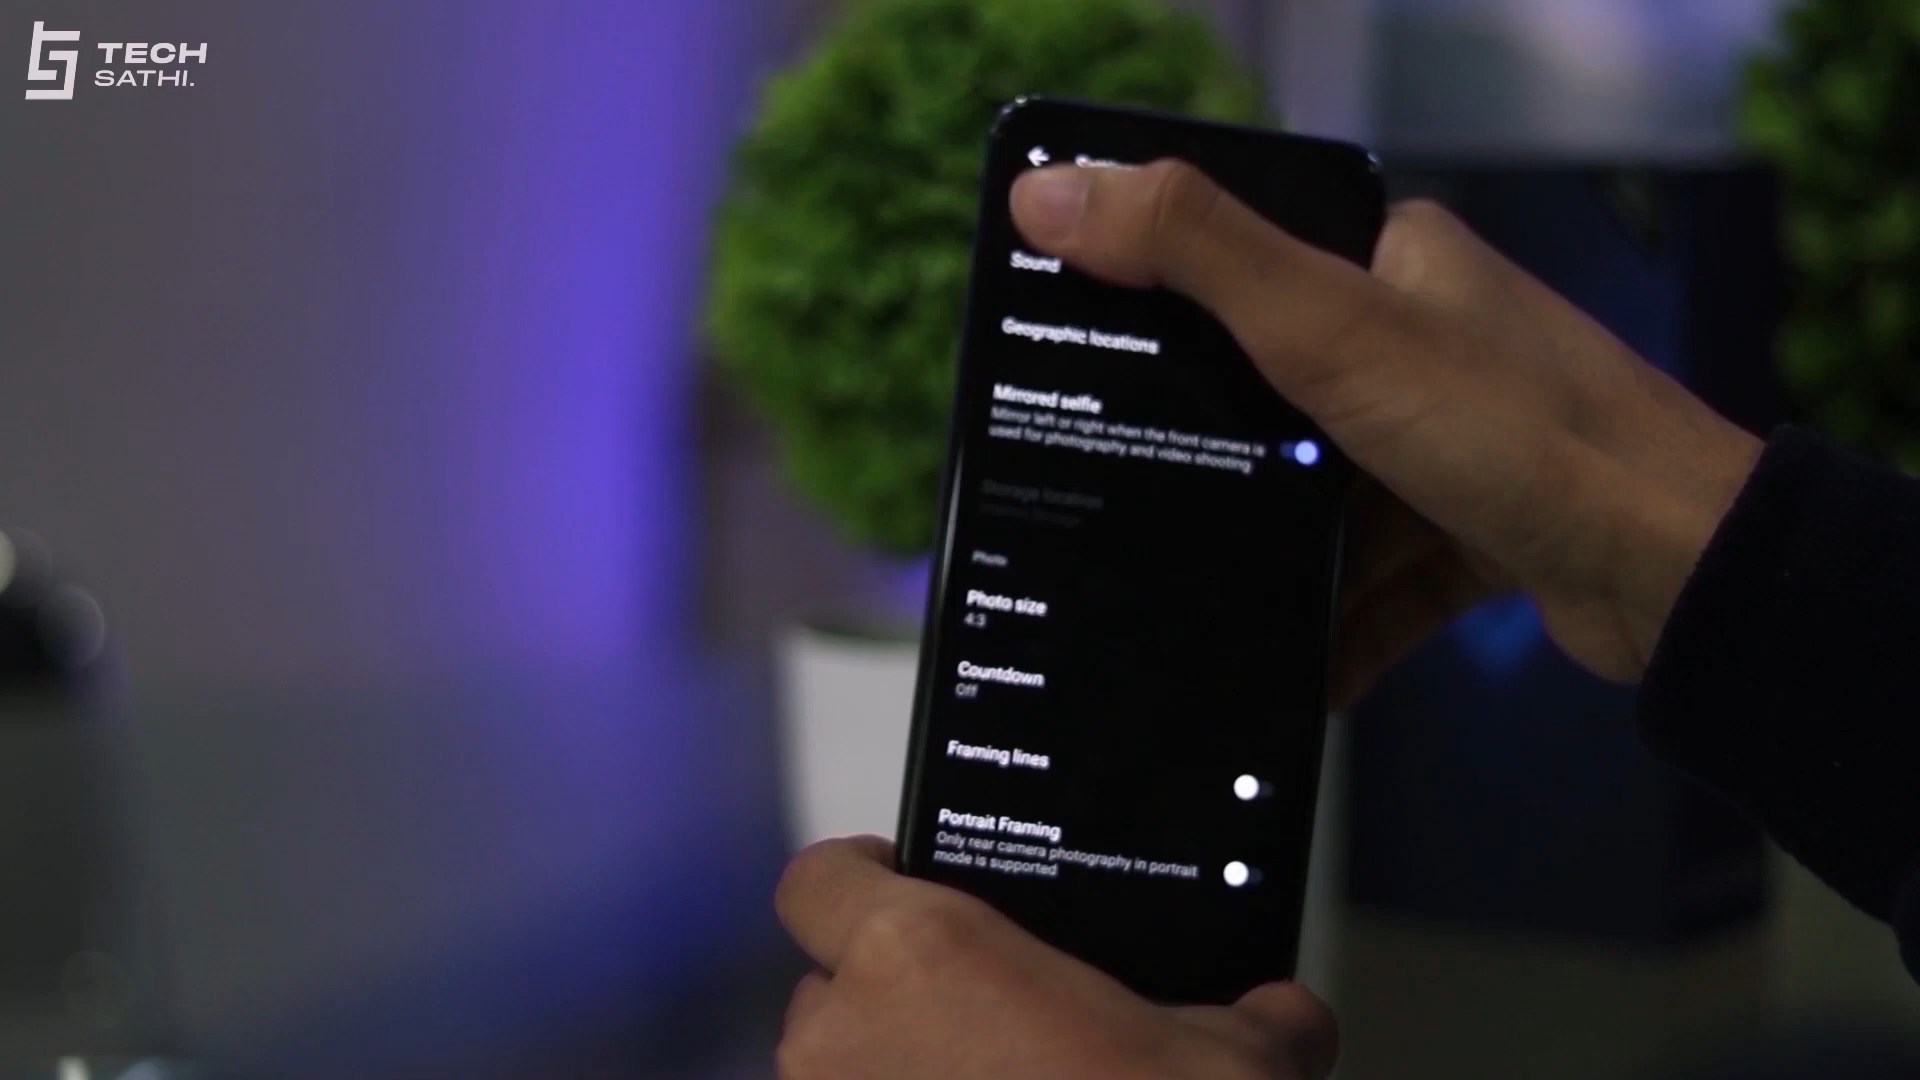 TECH
SATHI.
Sound
Geographic locations
Mirrored selfie
Mirror left or right when the front camera is
used for photography and video shooting
Storage location
Photo
Photo size
4:3
Countdown
Off
Framing lines
Portrait Framing
Only rear camera photography in portrait
mode is supported